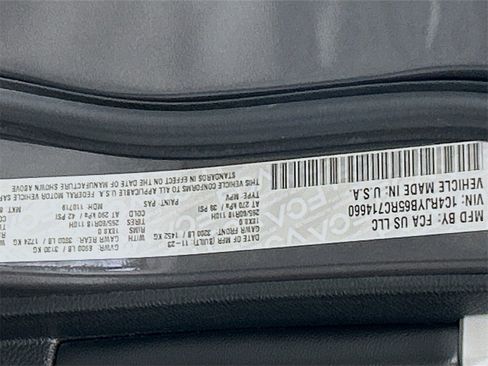 MFD BY: FCA US LLC
DATE OF MFR (BUILT: 11-23
GAWR FRONT: 3200 LB 1452 KG
265/60R18 110H
TIRES
18X8.0
RIMS
AT 270 kPa / 39 PSI
COLD
GAWR REAR: 3800 LB 1724 KG
265/60R18 110H
18X8.0
AT 290 kPa / 42 PSI
THIS VEHICLE CONFORMS TO ALL APPLICABLE U.S.A. FEDERAL MOTOR VEHICLE
STANDARDS IN EFFECT ON THE DATE OF MANUFACTURE SHOWN ABOVE
VIN: 1C4RJYB65RC714660
TYPE: MPV
PAINT:
MDH:
VEHICLE MADE IN U.S.A.